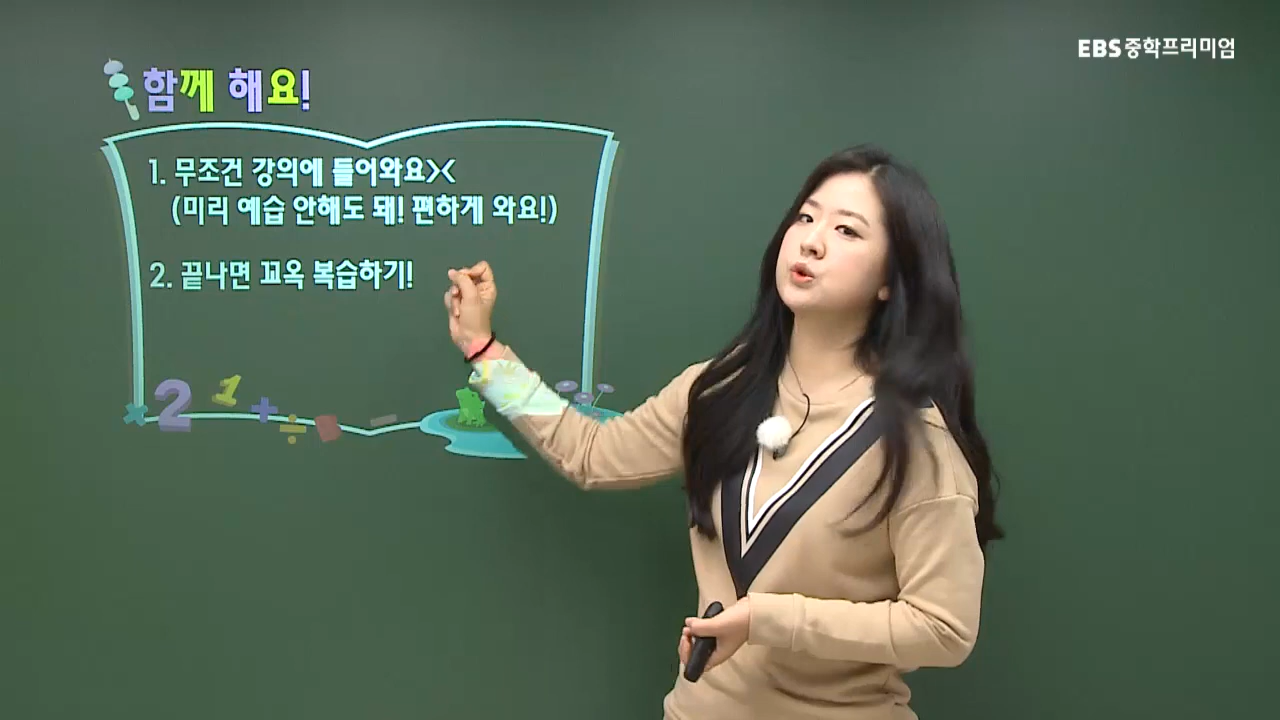 EBS 중학프리미엄
함께 해요!
1. 무조건 강의에 들어와요><
(미리 예습 안해도 돼! 편하게 와요!)
2. 끝나면 꼬옥 복습하기!
2 1 + ÷ -